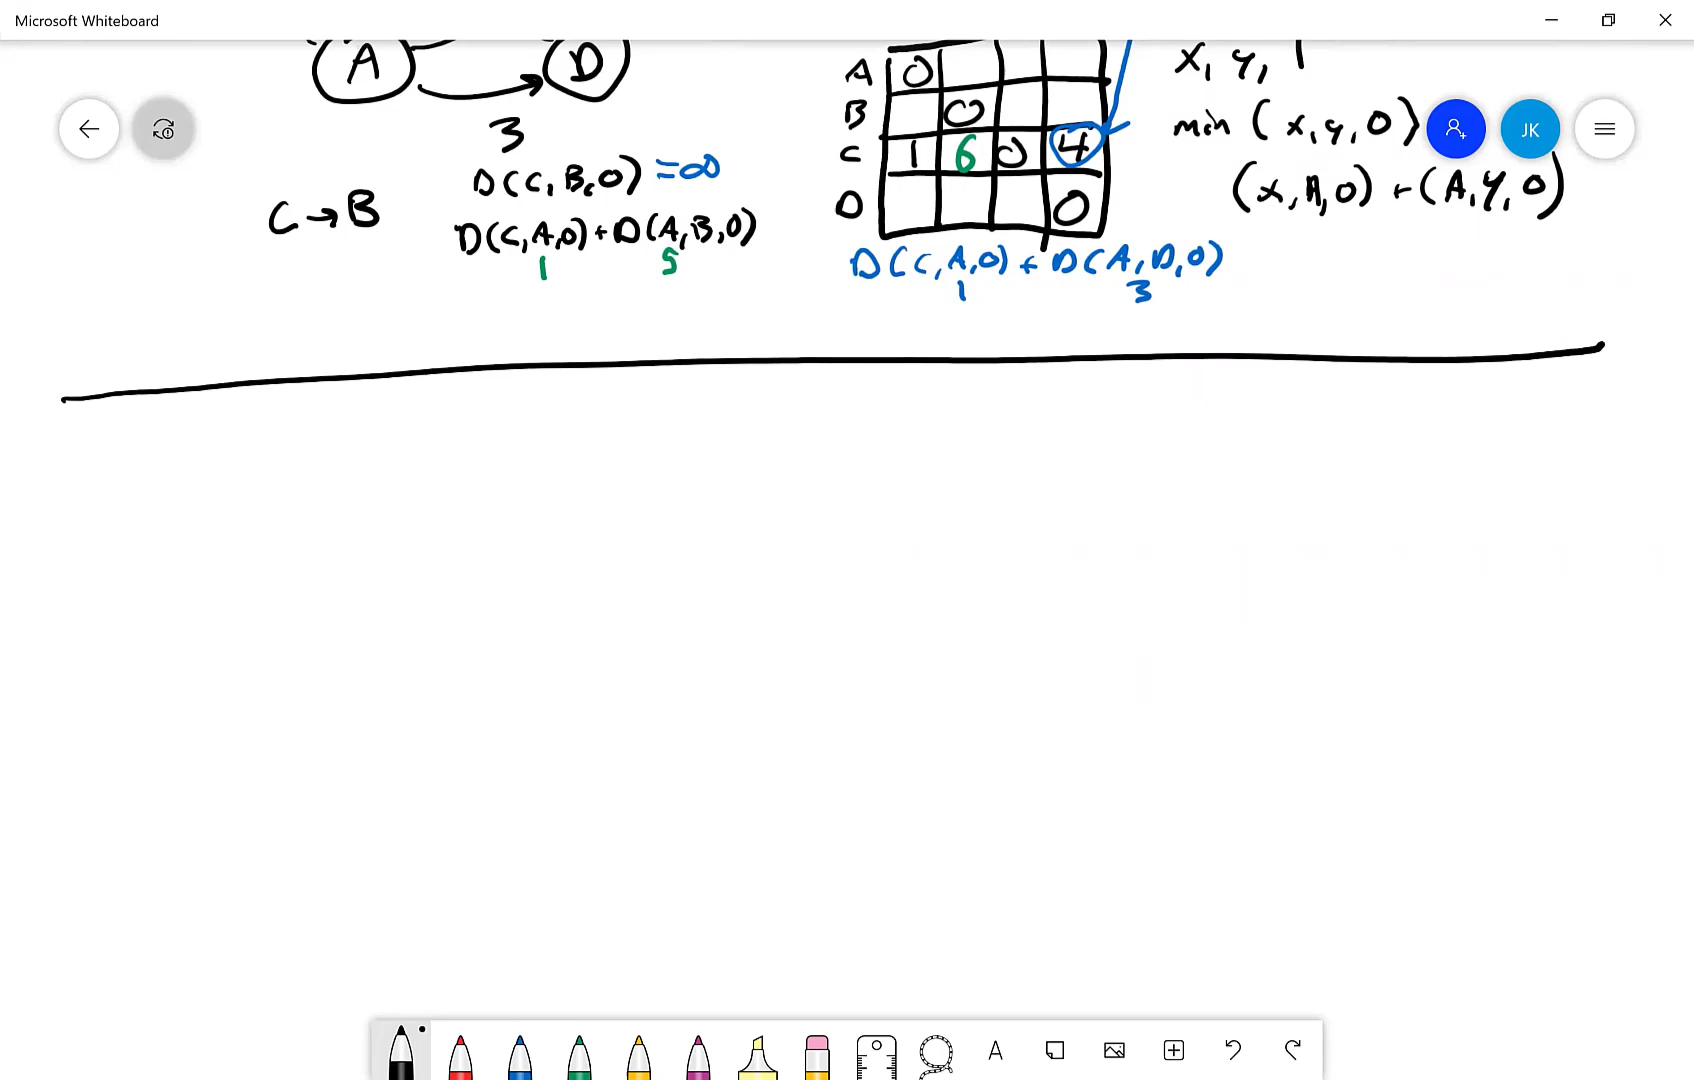 Microsoft Whiteboard
A D
3
C → B
D(C, B, 0) = ∞
D(C, A, 0) + D(A, B, 0)
1 5
A 0
B 0
C 1 6 0 4
D 0
D(C, A, 0) + D(A, D, 0)
1 3
x, y, 1
min (x, y, 0)
(x, A, 0) + (A, y, 0)
JK
A